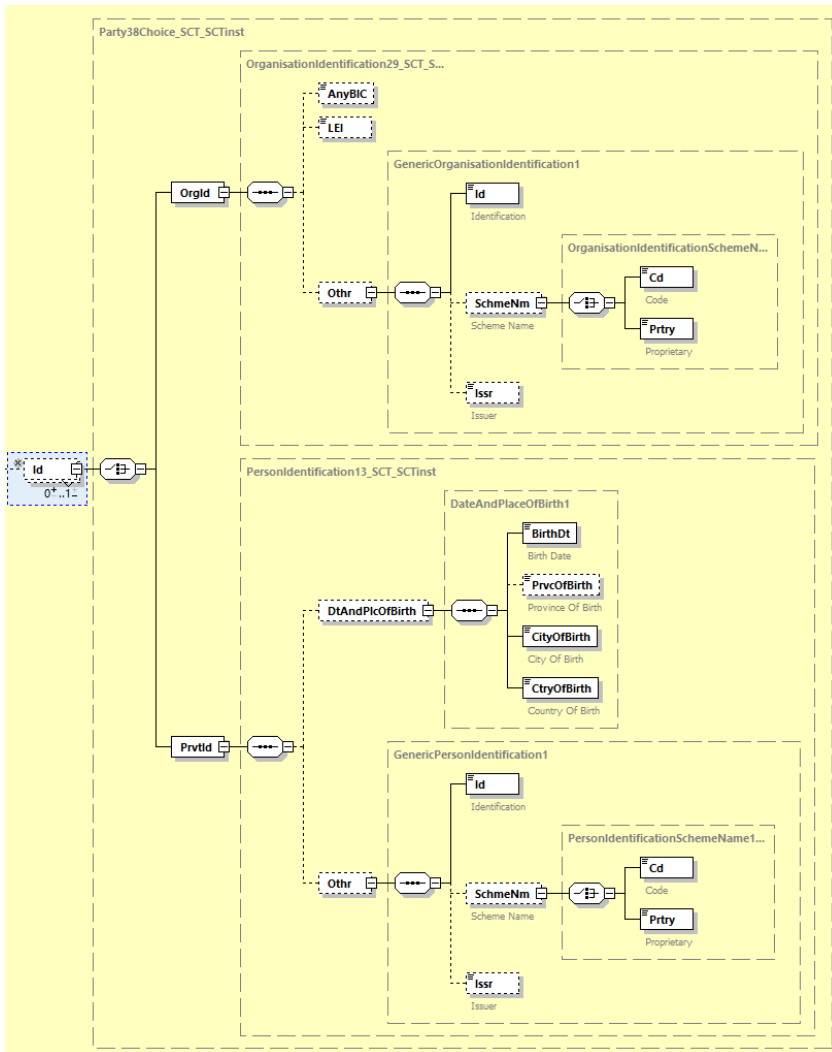 Party38Choice_SCT_SCTinst
OrganisationIdentification29_SCT_S...
AnyBIC
LEI
GenericOrganisationIdentification1
OrgId
Id
Identification
OrganisationIdentificationSchemeN...
Cd
Code
Othr
SchmeNm
Scheme Name
Prtry
Proprietary
Issr
Issuer
Id
0..1
PersonIdentification13_SCT_SCTinst
DateAndPlaceOfBirth1
BirthDt
Birth Date
PrvcOfBirth
Province Of Birth
DtAndPlcOfBirth
CityOfBirth
City Of Birth
CtryOfBirth
Country Of Birth
PrvtId
GenericPersonIdentification1
Id
Identification
PersonIdentificationSchemeName1...
Cd
Code
Othr
SchmeNm
Scheme Name
Prtry
Proprietary
Issr
Issuer